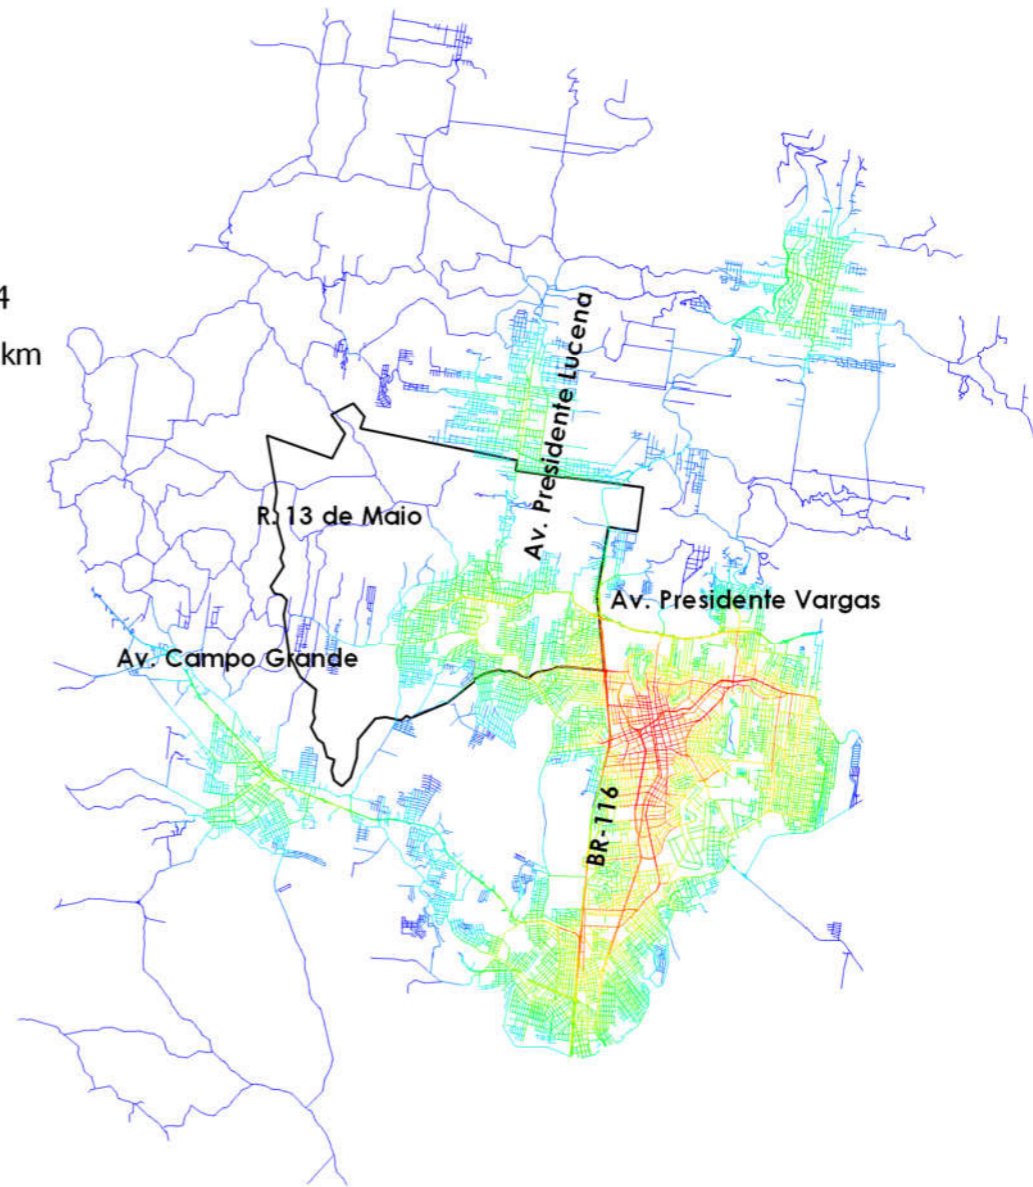 4
km
Av. Presidente Lucena
R. 13 de Maio
Av. Presidente Vargas
Av. Campo Grande
BR-116